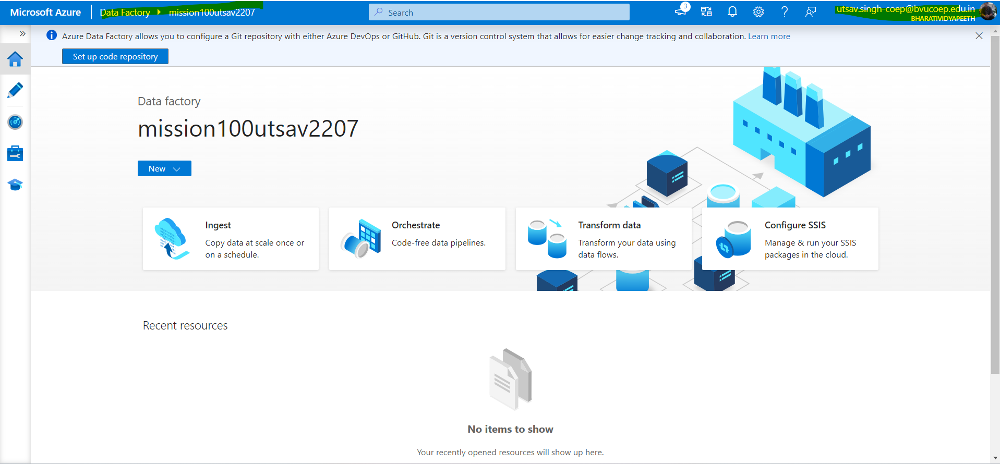 Microsoft Azure
Data Factory
mission100utsav2207
Search
3
utsav.singh-coep@bvucoep.edu.in
BHARATIVIDYAPEETH
Azure Data Factory allows you to configure a Git repository with either Azure DevOps or GitHub. Git is a version control system that allows for easier change tracking and collaboration. Learn more
Set up code repository
Data factory
mission100utsav2207
New
Ingest
Copy data at scale once or
on a schedule.
Orchestrate
Code-free data pipelines.
Transform data
Transform your data using
data flows.
Configure SSIS
Manage & run your SSIS
packages in the cloud.
Recent resources
No items to show
Your recently opened resources will show up here.